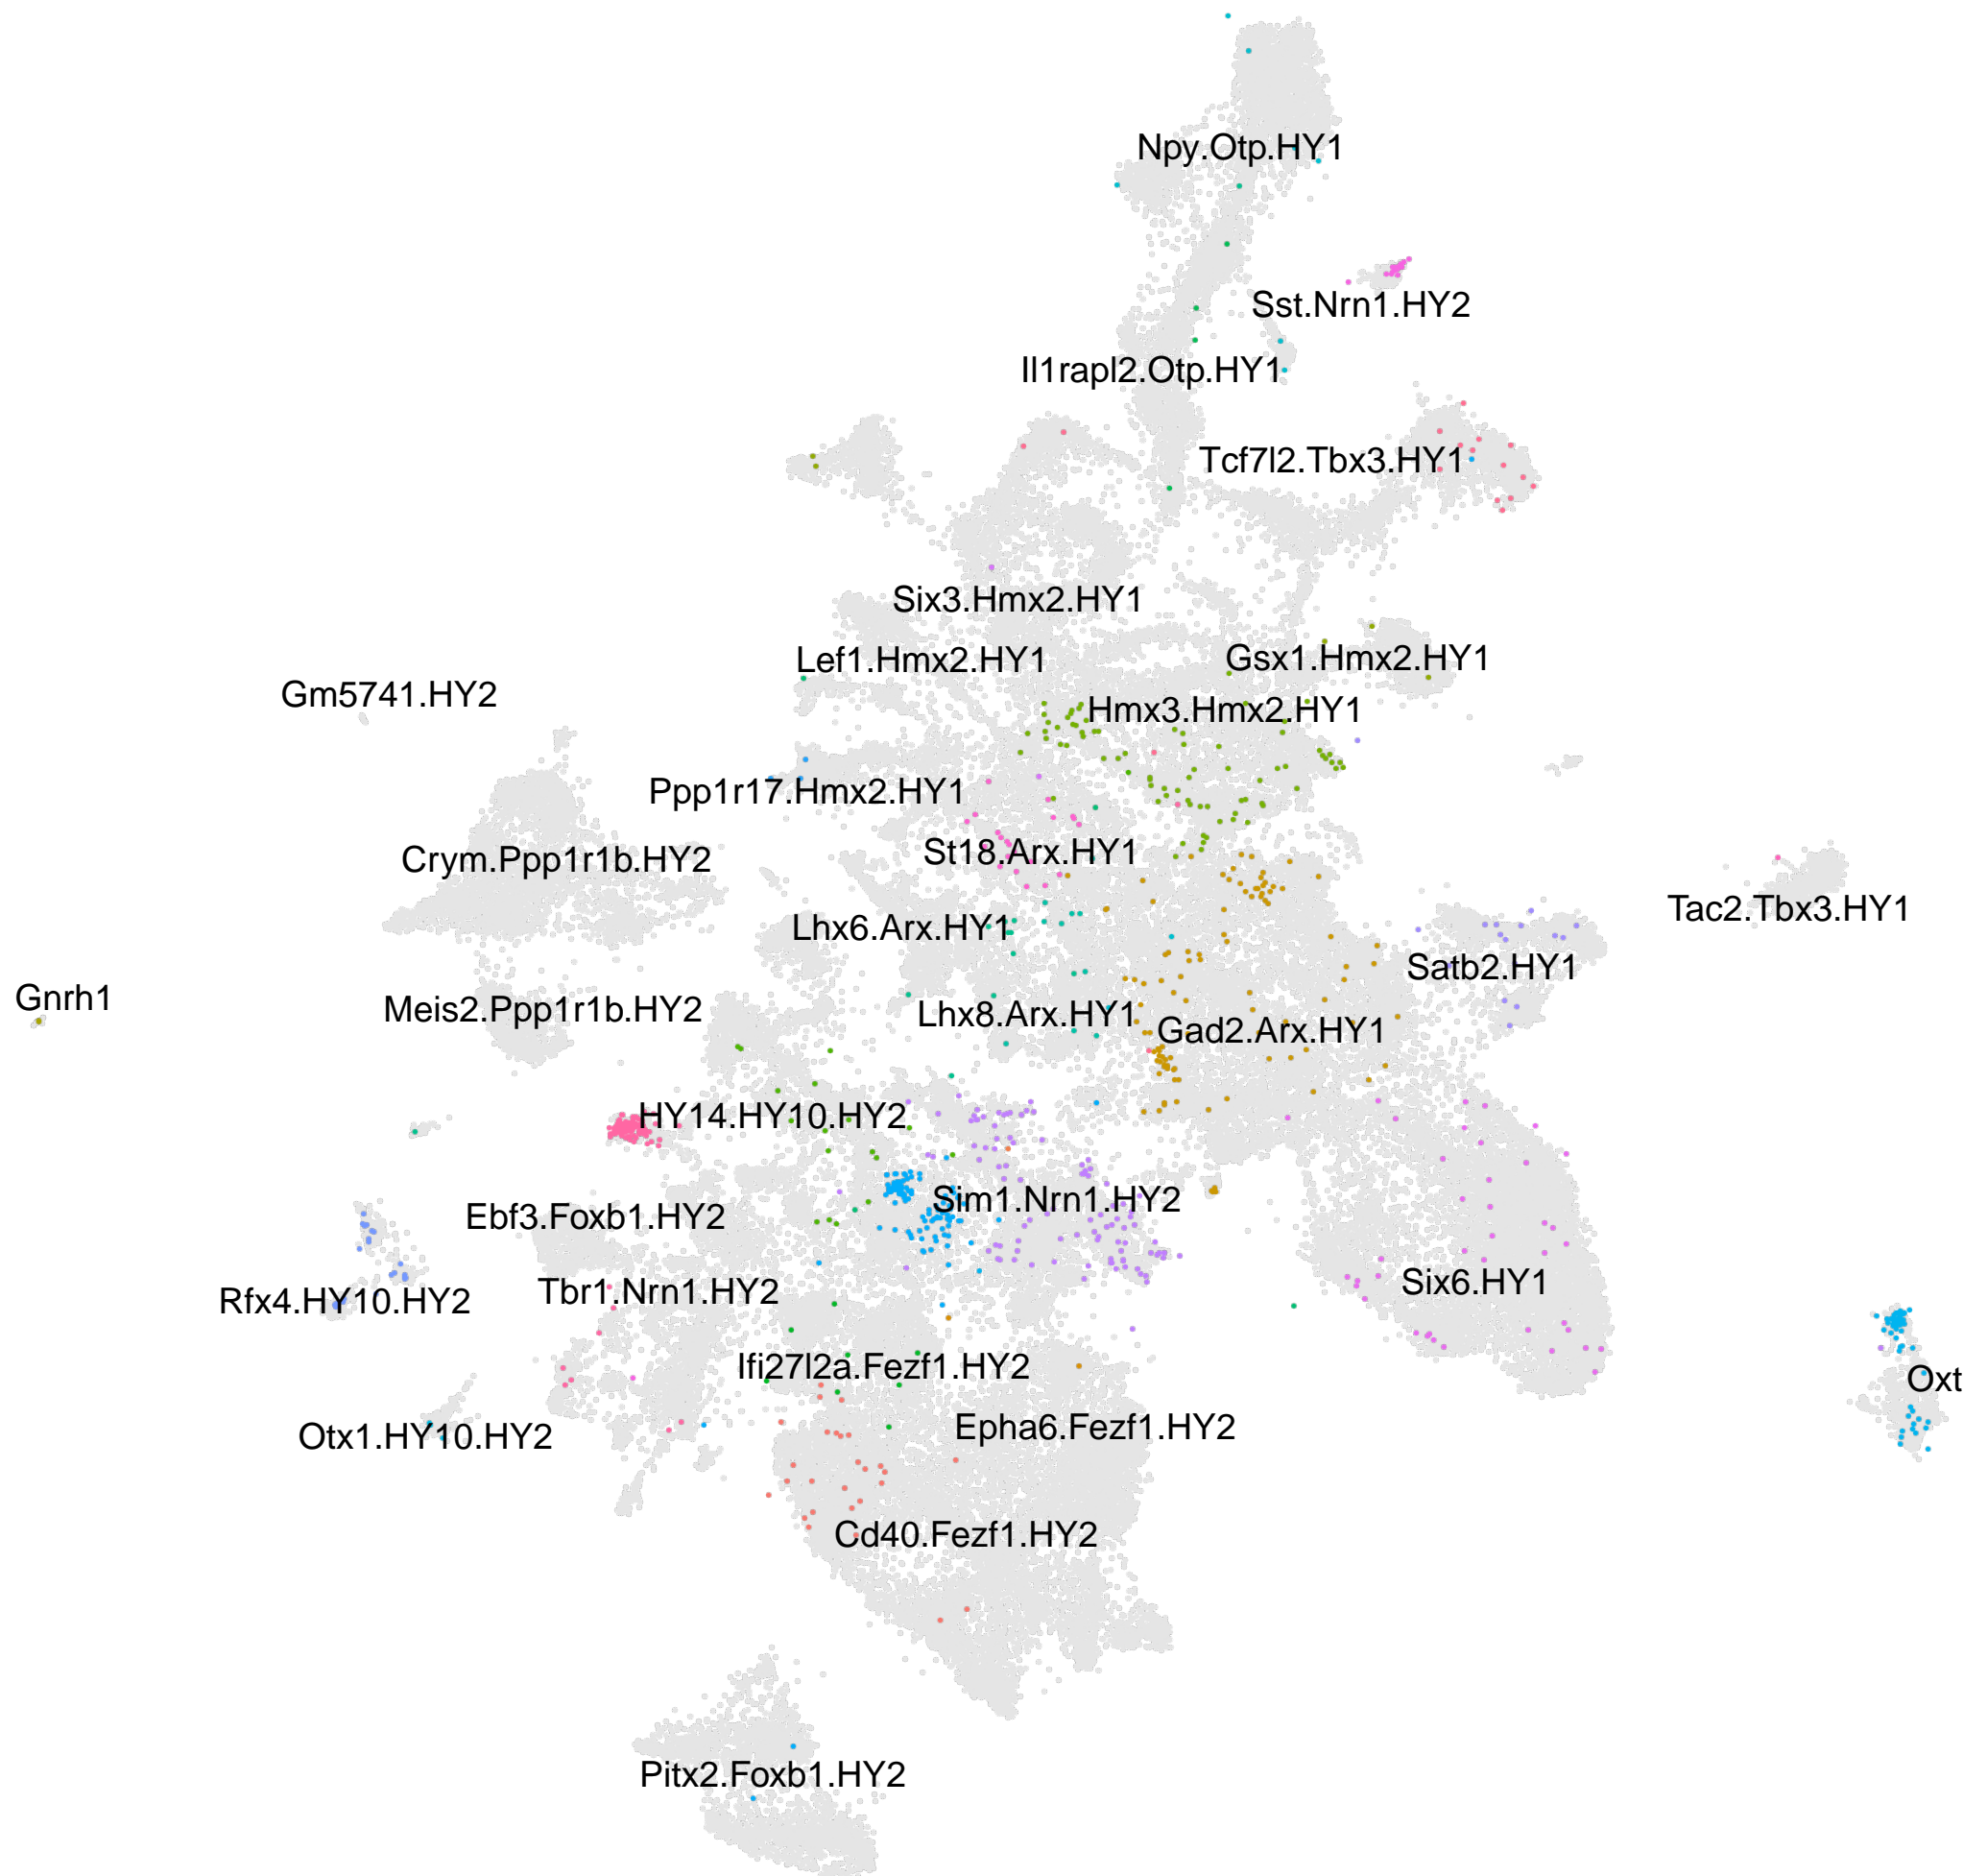 Npy.Otp.HY1
Sst.Nrn1.HY2
Il1rapl2.Otp.HY1
Tcf7l2.Tbx3.HY1
Six3.Hmx2.HY1
Lef1.Hmx2.HY1
Gsx1.Hmx2.HY1
Gm5741.HY2
Hmx3.Hmx2.HY1
Ppp1r17.Hmx2.HY1
Crym.Ppp1r1b.HY2
St18.Arx.HY1
Tac2.Tbx3.HY1
Lhx6.Arx.HY1
Satb2.HY1
Gnrh1
Meis2.Ppp1r1b.HY2
Lhx8.Arx.HY1
Gad2.Arx.HY1
HY14.HY10.HY2
Sim1.Nrn1.HY2
Ebf3.Foxb1.HY2
Six6.HY1
Tbr1.Nrn1.HY2
Rfx4.HY10.HY2
Ifi27l2a.Fezf1.HY2
Oxt
Epha6.Fezf1.HY2
Otx1.HY10.HY2
Cd40.Fezf1.HY2
Pitx2.Foxb1.HY2